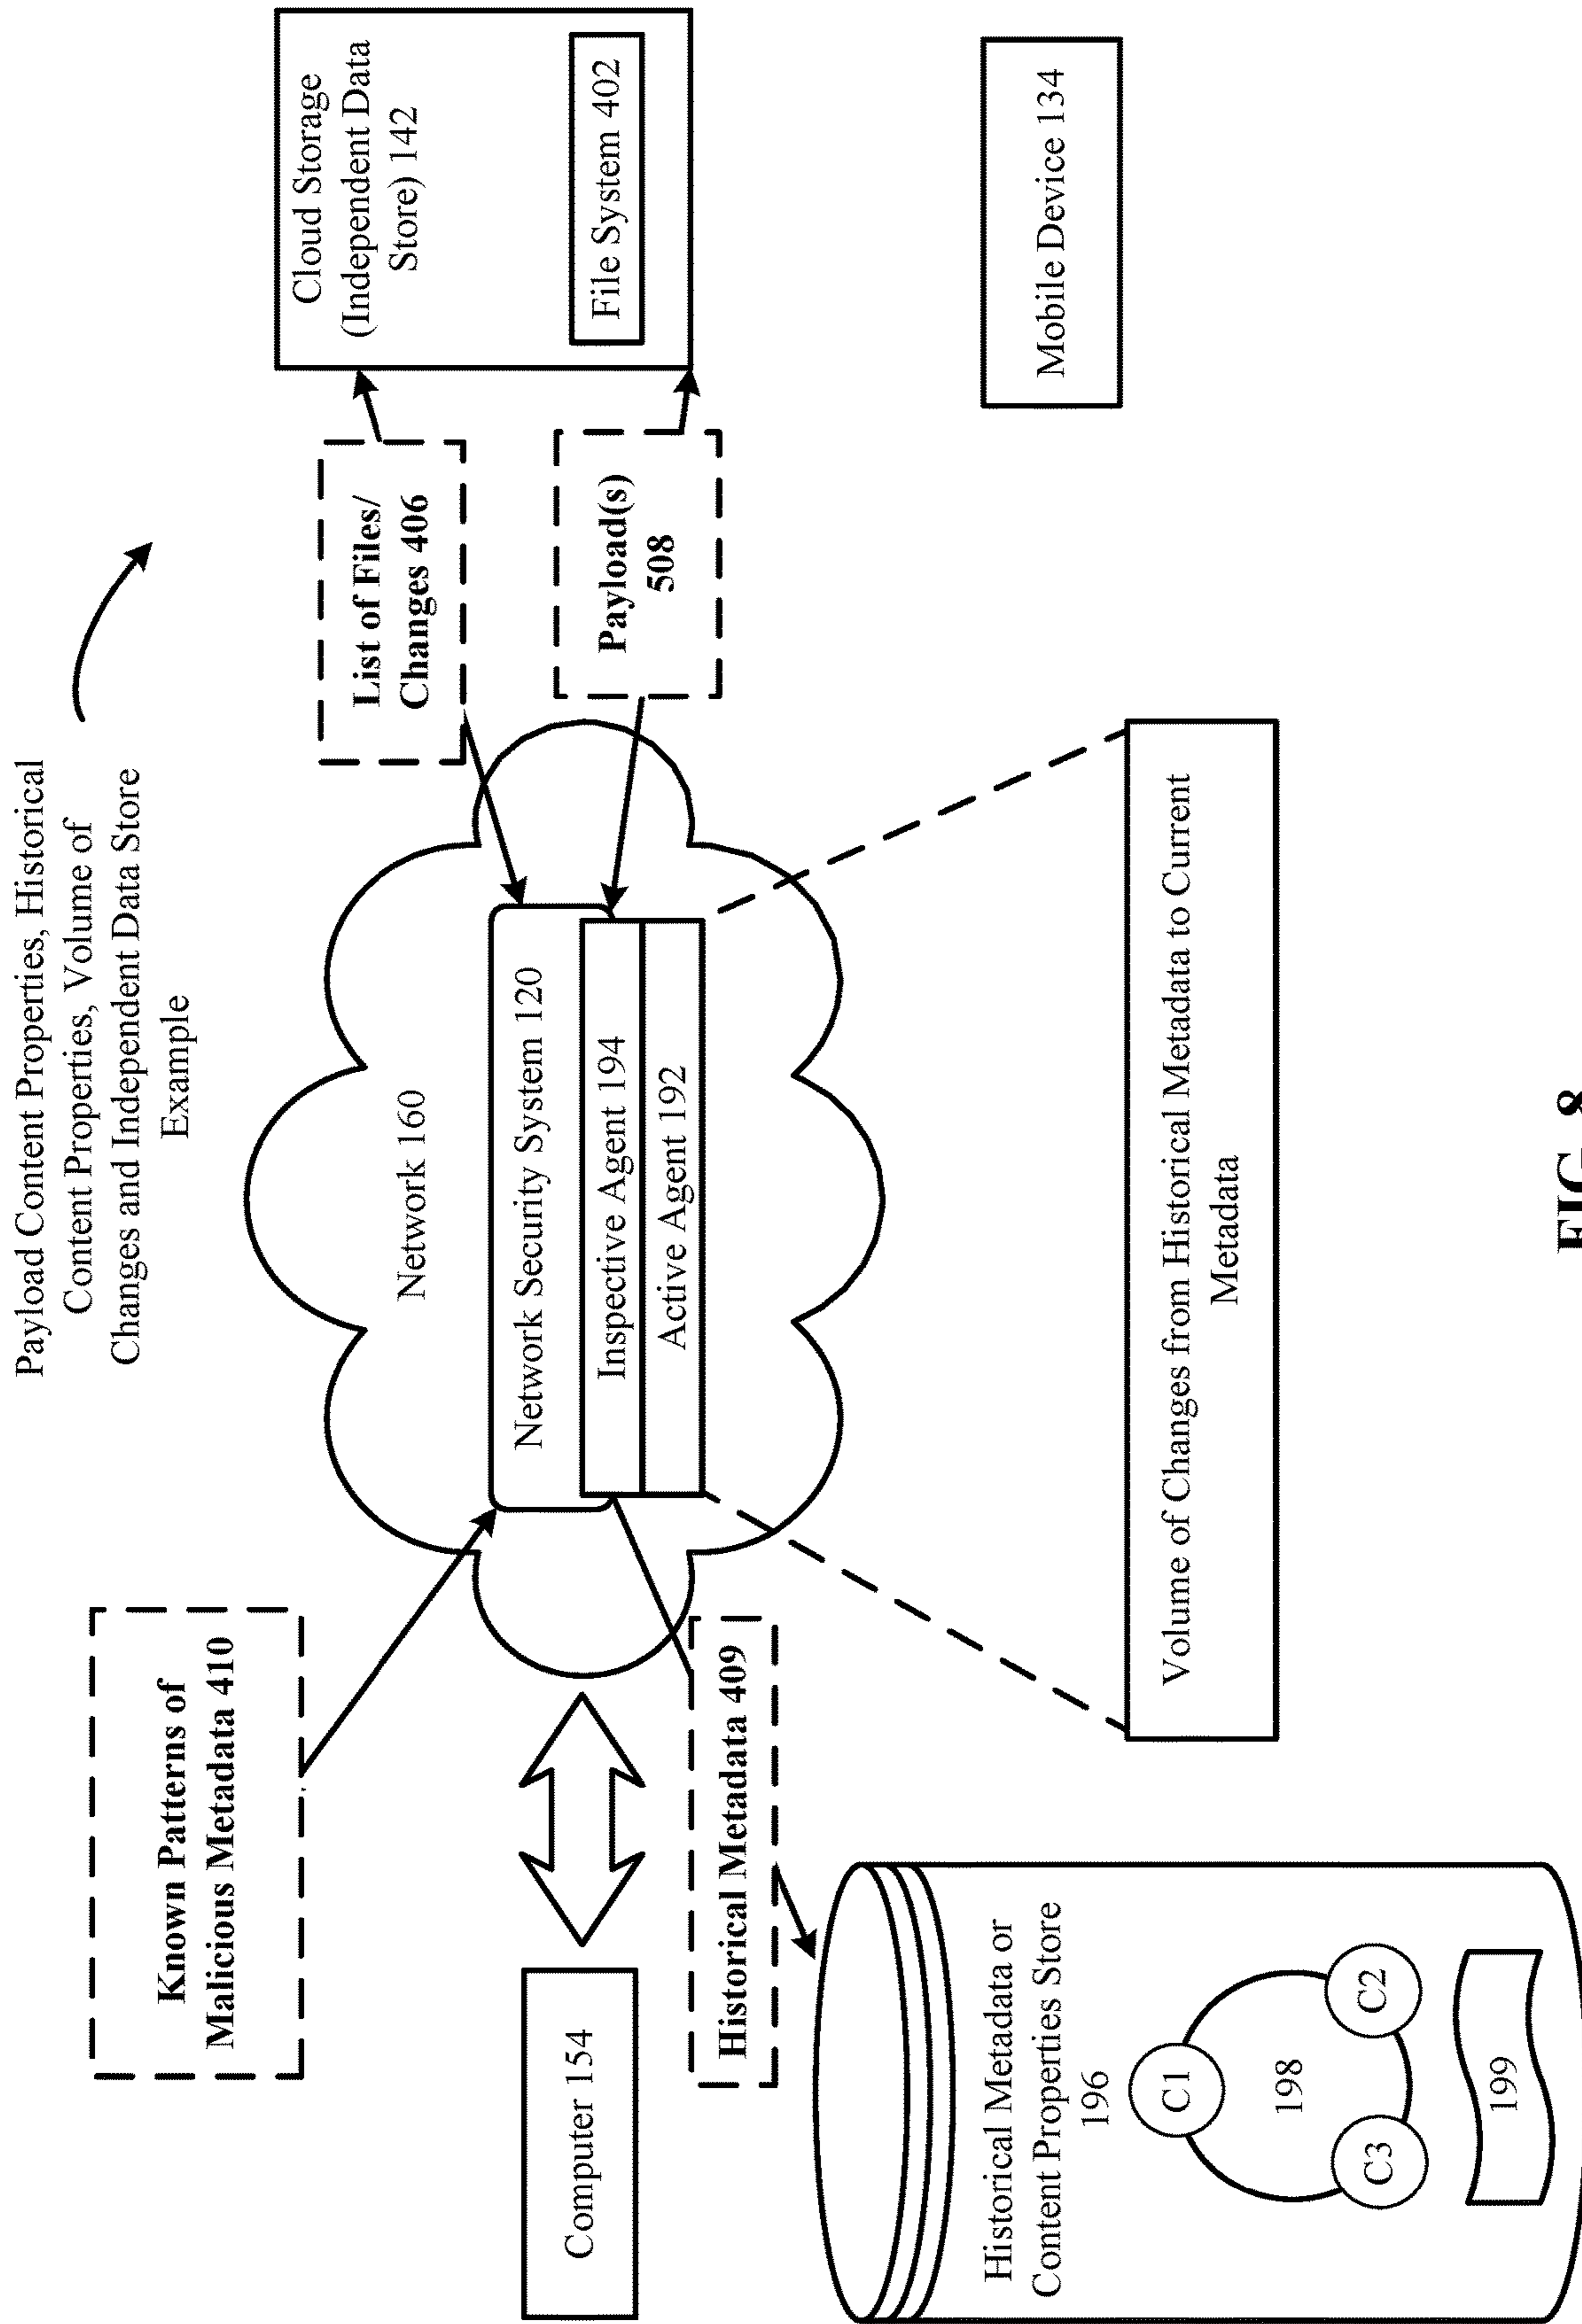 Payload Content Properties, Historical
Content Properties, Volume of
Changes and Independent Data Store
Example
Known Patterns of
Malicious Metadata 410
Network 160
List of Files/
Changes 406
Cloud Storage
(Independent Data
Store) 142
File System 402
Computer 154
Network Security System 120
Inspective Agent 194
Active Agent 192
Payload(s)
508
Historical Metadata 409
Historical Metadata or
Content Properties Store
196
C1
198
C3
C2
199
Volume of Changes from Historical Metadata to Current
Metadata
Mobile Device 134